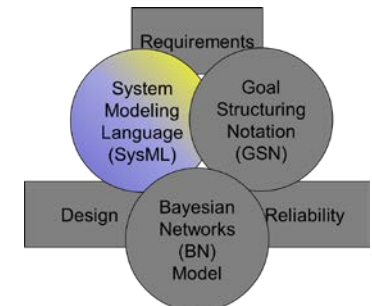 Requirements
System
Modeling
Language
(SysML)
Goal
Structuring
Notation
(GSN)
Design
Bayesian
Networks
(BN)
Model
Reliability